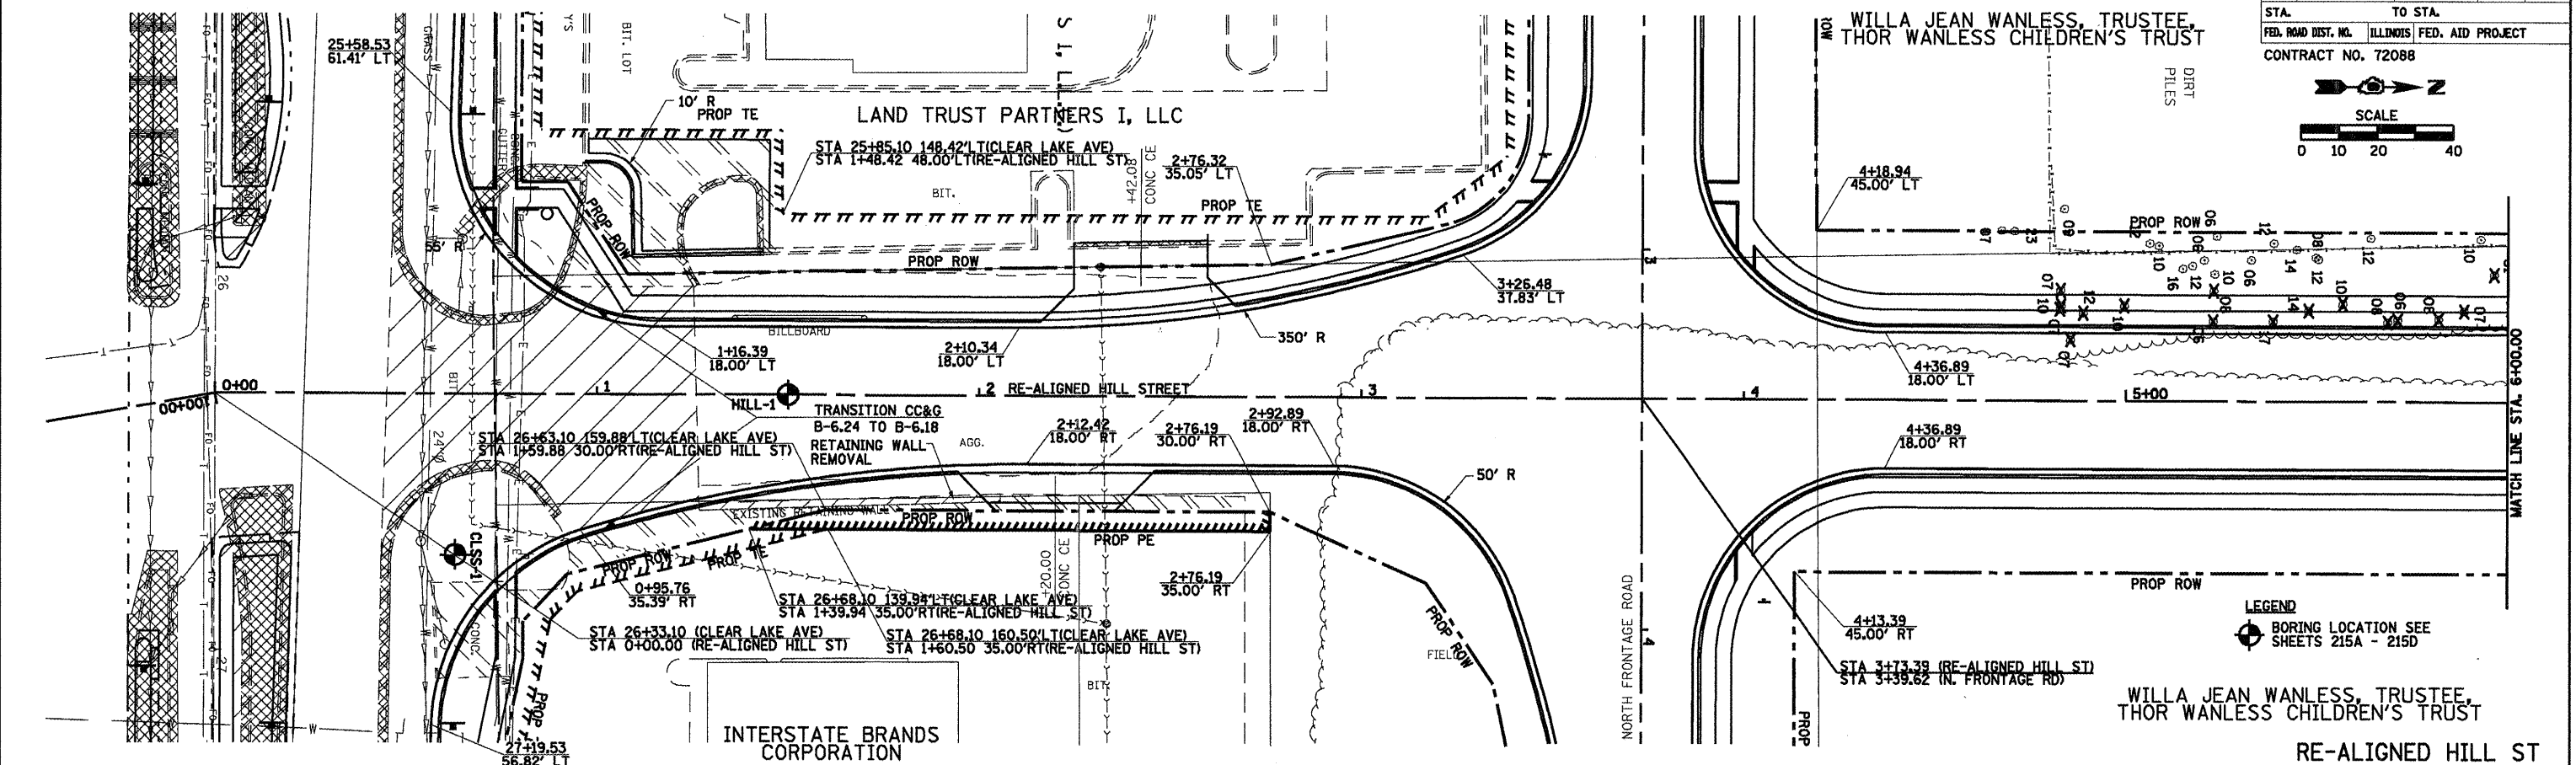 STA. TO STA.
FED. ROAD DIST. NO. ILLINOIS FED. AID PROJECT
CONTRACT NO. 72088
N
SCALE
0 10 20 40
WILLA JEAN WANLESS, TRUSTEE,
THOR WANLESS CHILDREN'S TRUST
DIRT
PILES
ROW
25+58.53
61.41' LT
GRASS
BIT. LOT
10' R
PROP TE
LAND TRUST PARTNERS I, LLC
STA 25+85.10 148.42'LT(CLEAR LAKE AVE)
STA 1+48.42 48.00'LT(RE-ALIGNED HILL ST)
BIT.
+42.08
CONC CE
2+76.32
35.05' LT
PROP TE
4+18.94
45.00' LT
PROP ROW
PROP ROW
55' R
PROP ROW
3+26.48
37.83' LT
350' R
BILLBOARD
1+16.39
18.00' LT
2+10.34
18.00' LT
4+36.89
18.00' LT
3
26
0+00
1
2 RE-ALIGNED HILL STREET
3
4
5+00
MATCH LINE STA. 6+00.00
HILL-1
BIT.
TRANSITION CC&G
B-6.24 TO B-6.18
RETAINING WALL
REMOVAL
AGG.
STA 26+63.10 159.88'LT(CLEAR LAKE AVE)
STA 1+59.88 30.00'RT(RE-ALIGNED HILL ST)
2+12.42
18.00' RT
2+76.19
30.00' RT
2+92.89
18.00' RT
4+36.89
18.00' RT
50' R
EXISTING RETAINING WALL
PROP ROW
PROP PE
CLSS-1
PROP ROW
PROP TE
0+95.76
35.39' RT
+20.00
CONC CE
2+76.19
35.00' RT
STA 26+68.10 139.94'LT(CLEAR LAKE AVE)
STA 1+39.94 35.00'RT(RE-ALIGNED HILL ST)
STA 26+33.10 (CLEAR LAKE AVE)
STA 0+00.00 (RE-ALIGNED HILL ST)
STA 26+68.10 160.50'LT(CLEAR LAKE AVE)
STA 1+60.50 35.00'RT(RE-ALIGNED HILL ST)
CONC
PROP
27
27+19.53
56.82' LT
BIT.
INTERSTATE BRANDS
CORPORATION
PROP ROW
FIELD
NORTH FRONTAGE ROAD
4
PROP ROW
4+13.39
45.00' RT
STA 3+73.39 (RE-ALIGNED HILL ST)
STA 3+39.62 (N. FRONTAGE RD)
PROP
LEGEND
BORING LOCATION SEE
SHEETS 215A - 215D
WILLA JEAN WANLESS, TRUSTEE,
THOR WANLESS CHILDREN'S TRUST
RE-ALIGNED HILL ST